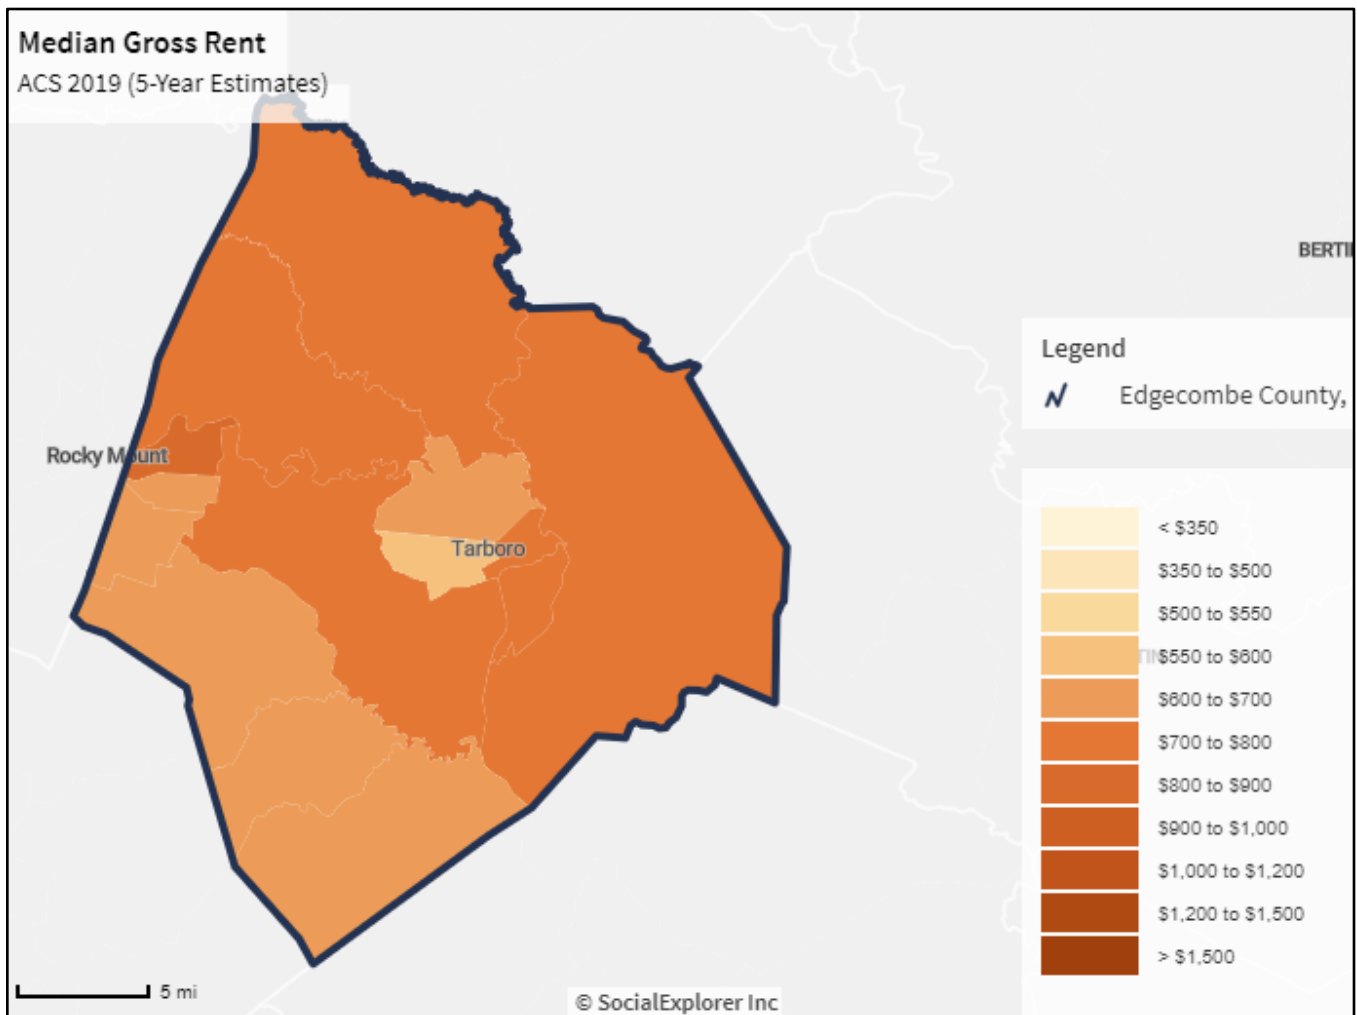 Median Gross Rent
ACS 2019 (5-Year Estimates)
BERTI
Legend
Edgecombe County,
Rocky Mount
Tarboro
< $350
$350 to $500
$500 to $550
$550 to $600
$600 to $700
$700 to $800
$800 to $900
$900 to $1,000
$1,000 to $1,200
$1,200 to $1,500
> $1,500
5 mi
© SocialExplorer Inc